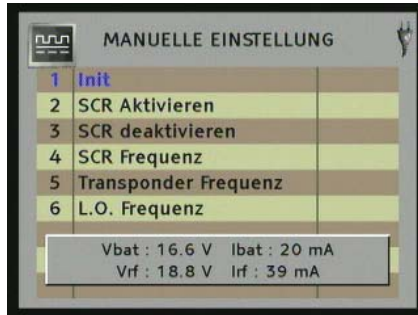 MANUELLE EINSTELLUNG
1 Init
2 SCR Aktivieren
3 SCR deaktivieren
4 SCR Frequenz
5 Transponder Frequenz
6 L.O. Frequenz
Vbat : 16.6 V Ibat : 20 mA
Vrf : 18.8 V Irf : 39 mA